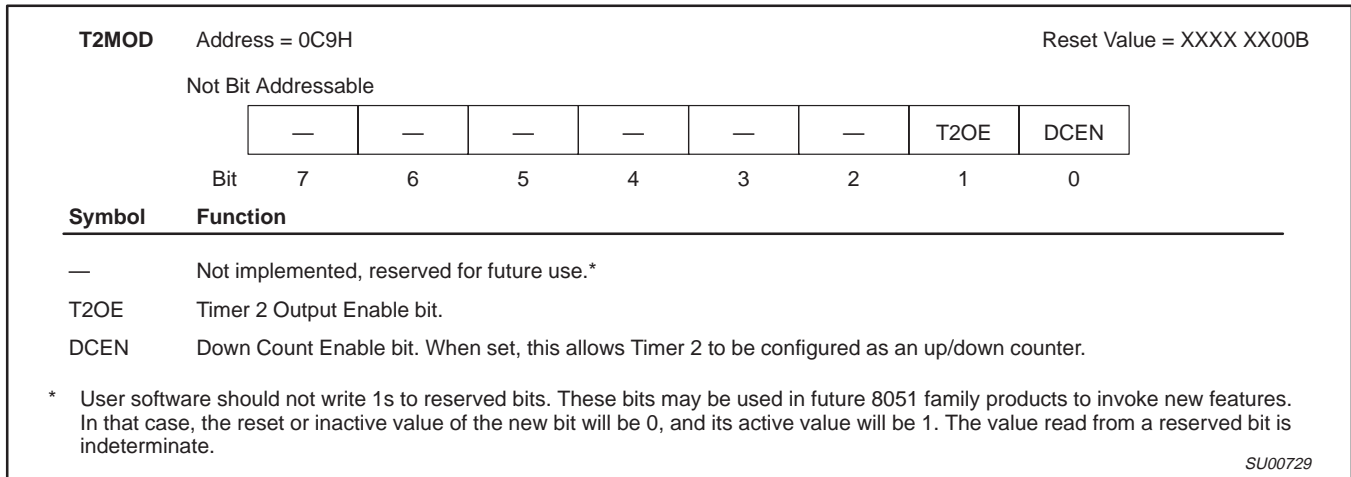 T2MOD Address = 0C9H Reset Value = XXXX XX00B
Not Bit Addressable
— — — — — — T2OE DCEN
Bit 7 6 5 4 3 2 1 0
Symbol Function
— Not implemented, reserved for future use.*
T2OE Timer 2 Output Enable bit.
DCEN Down Count Enable bit. When set, this allows Timer 2 to be configured as an up/down counter.
* User software should not write 1s to reserved bits. These bits may be used in future 8051 family products to invoke new features.
In that case, the reset or inactive value of the new bit will be 0, and its active value will be 1. The value read from a reserved bit is
indeterminate.
SU00729